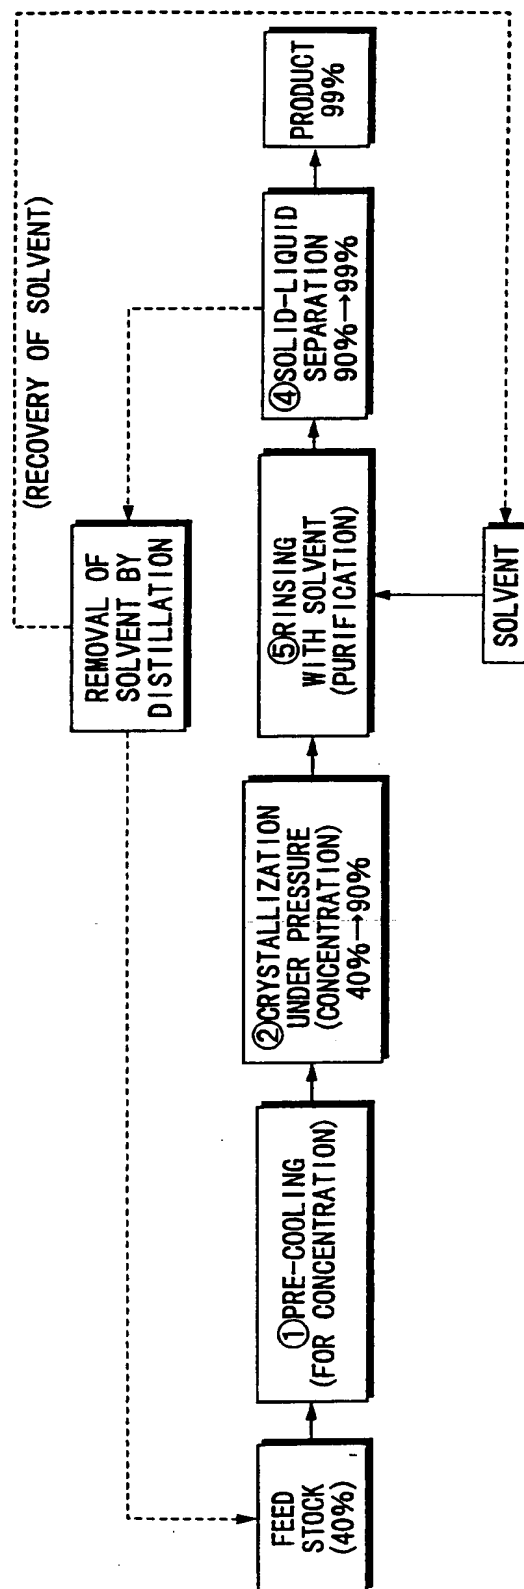 (RECOVERY OF SOLVENT)
REMOVAL OF
SOLVENT BY
DISTILLATION
FEED
STOCK
(40%)
①PRE-COOLING
(FOR CONCENTRATION)
②CRYSTALLIZATION
UNDER PRESSURE
(CONCENTRATION)
40%→90%
⑤RINSING
WITH SOLVENT
(PURIFICATION)
④SOLID-LIQUID
SEPARATION
90%→99%
PRODUCT
99%
SOLVENT